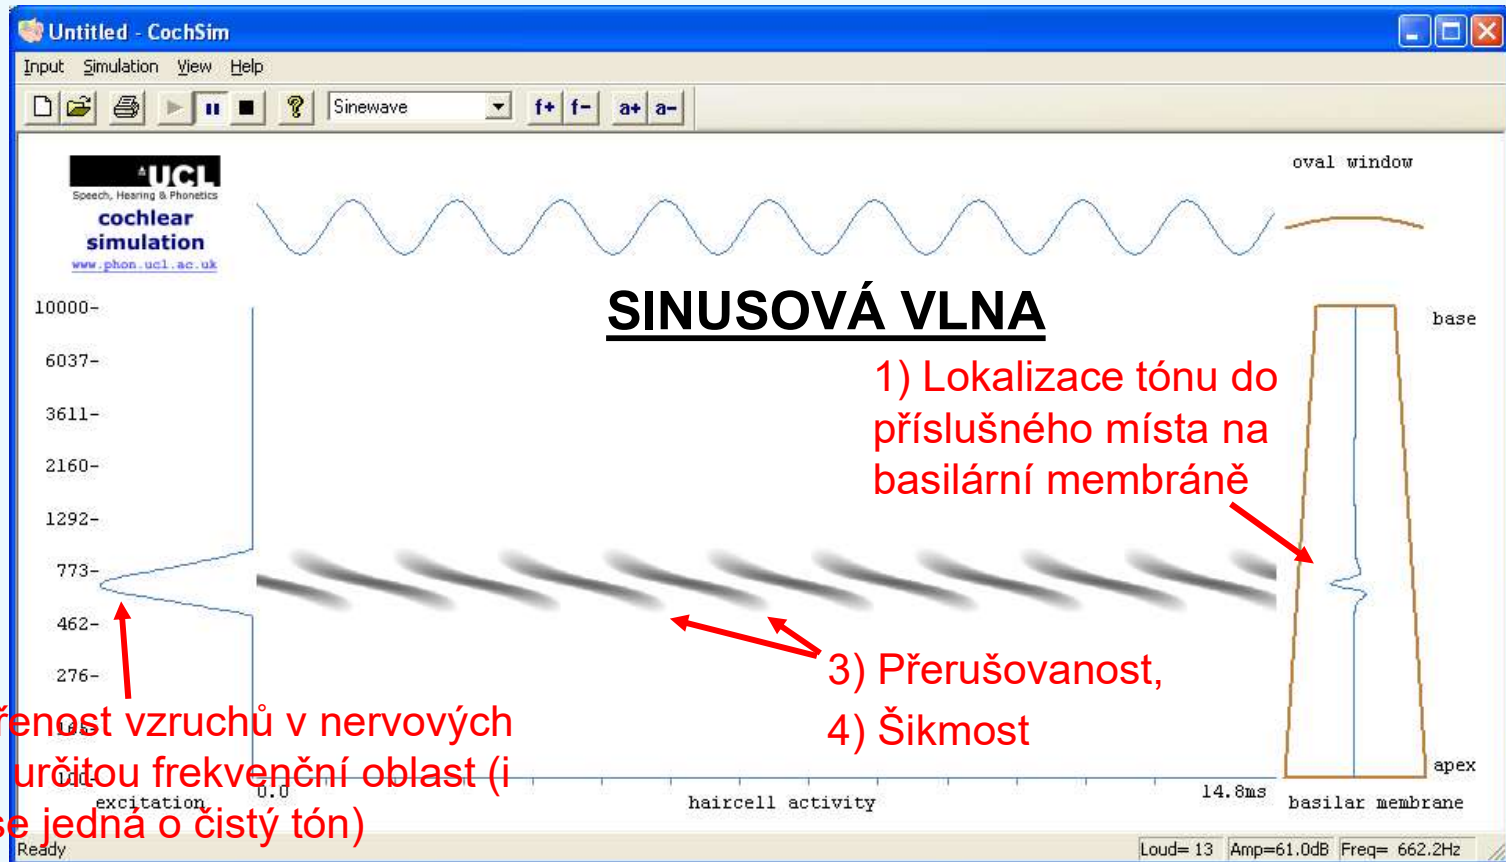 Untitled - CochSim
Input Simulation View Help
Sinewave f+ f- a+ a-
UCL
Speech, Hearing & Phonetics
cochlear
simulation
www.phon.ucl.ac.uk
oval window
SINUSOVÁ VLNA
10000-
6037-
3611-
2160-
1292-
773-
462-
276-
165-
100-
base
1) Lokalizace tónu do
příslušného místa na
basilární membráně
3) Přerušovanost,
4) Šikmost
vzruchů v nervových
určitou frekvenční oblast (i
se jedná o čistý tón)
apex
excitation
0.0
haircell activity
14.8ms
basilar membrane
Ready
Loud= 13 Amp=61.0dB Freq= 662.2Hz